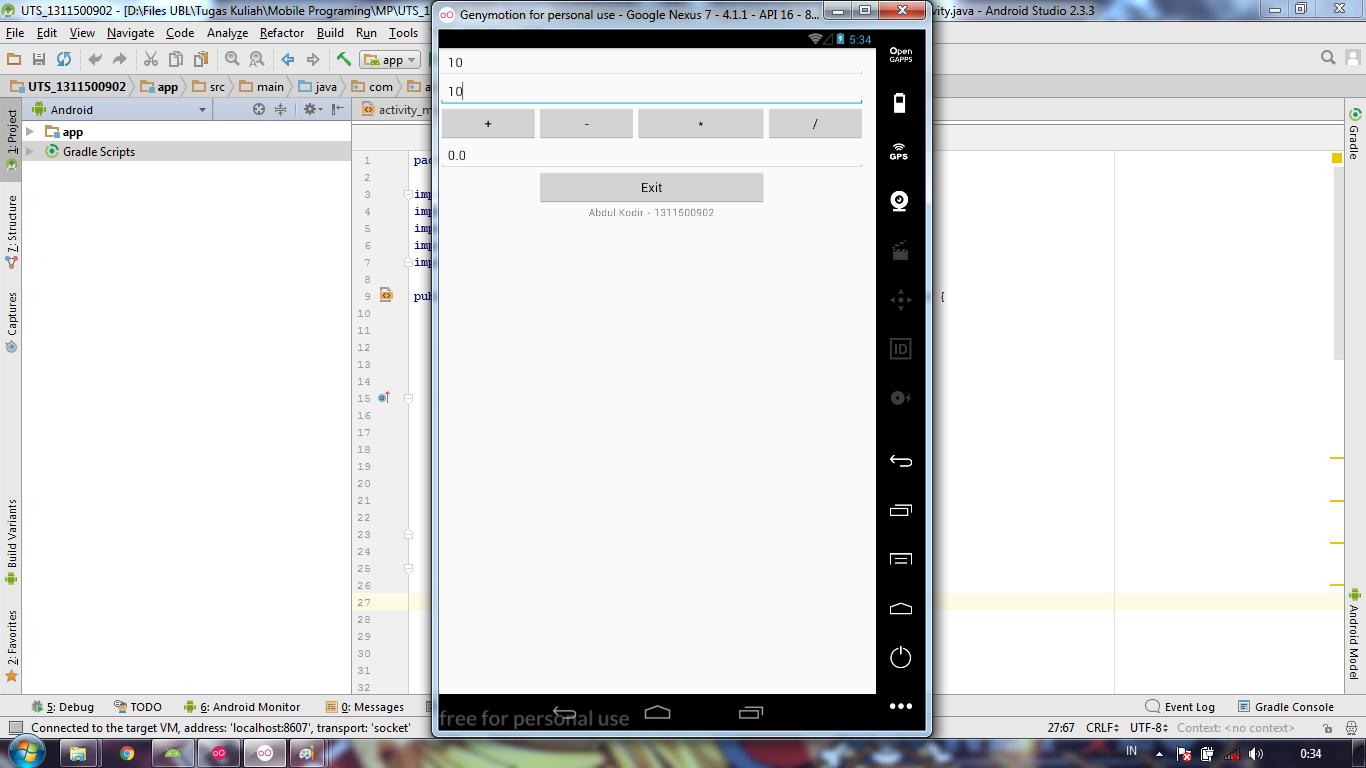 UTS_1311500902 - [D:\Files UBL\Tugas Kuliah\Mobile Programing\MP\UTS_1
Genymotion for personal use - Google Nexus 7 - 4.1.1 - API 16 - 8...
vity.java - Android Studio 2.3.3
File Edit View Navigate Code Analyze Refactor Build Run Tools
5:34
Open GAPPS
app
UTS_1311500902 app src main java com
10
10
+ - * /
0.0
Exit
Abdul Kodir - 1311500902
GPS
ID
Android
activity_m
app
Gradle Scripts
1: Project
7: Structure
Captures
Build Variants
2: Favorites
Gradle
Android Model
1 pac
2
3 imp
4 imp
5 imp
6 imp
7 imp
8
9 pub {
10
11
12
13
14
15
16
17
18
19
20
21
22
23
24
25
26
27
28
29
30
31
32
free for personal use
5: Debug TODO 6: Android Monitor 0: Messages Event Log Gradle Console
Connected to the target VM, address: 'localhost:8607', transport: 'socket' 27:67 CRLF UTF-8 Context: <no context>
IN 0:34